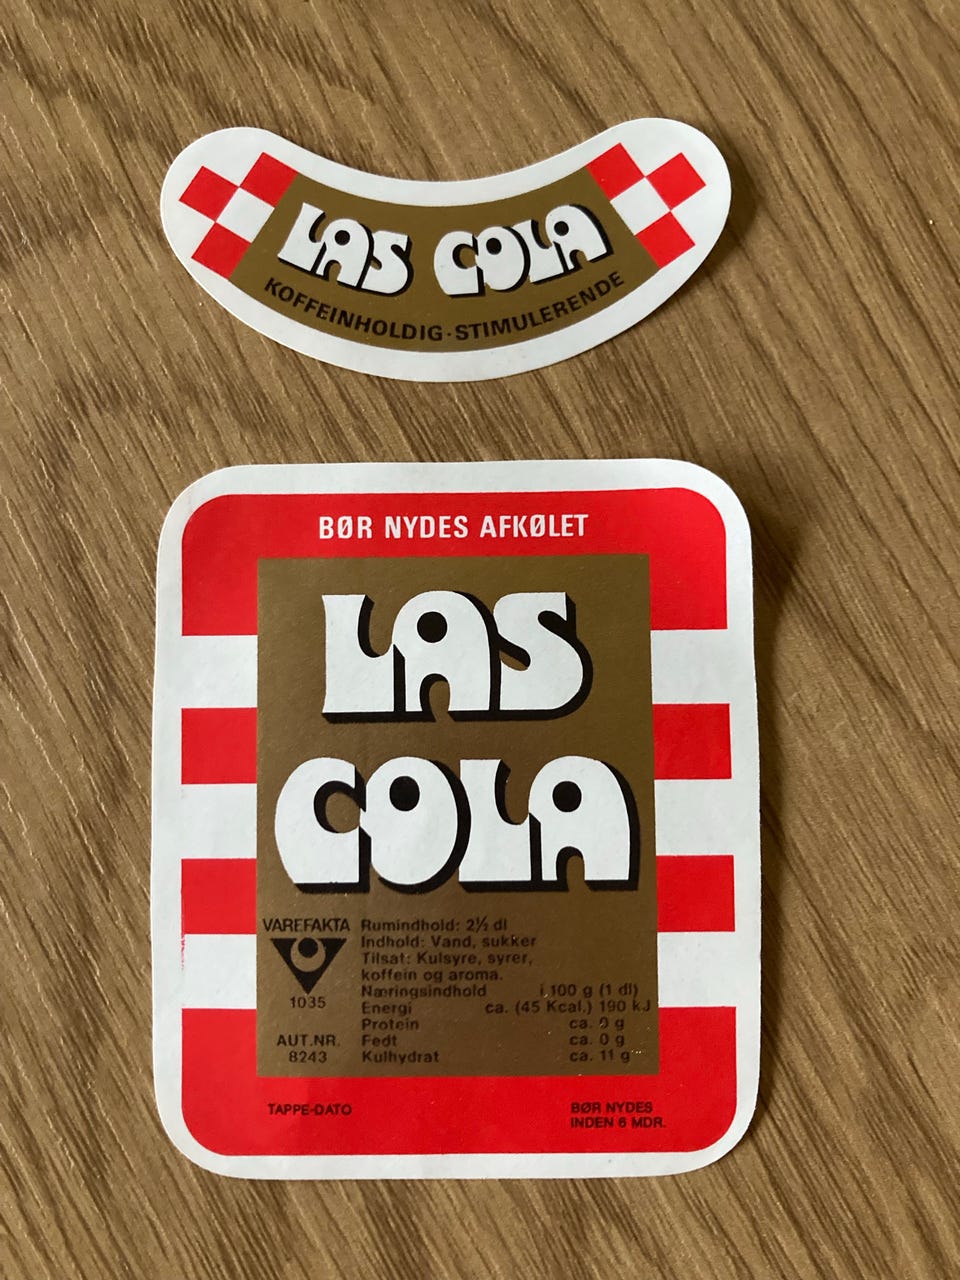 LAS COLA
KOFFEINHOLDIG·STIMULERENDE
BØR NYDES AFKØLET
LAS
COLA
VAREFAKTA
1035
AUT.NR.
8243
Rumindhold: 2½ dl
Indhold: Vand, sukker
Tilsat: Kulsyre, syrer,
koffein og aroma.
Næringsindhold i 100 g (1 dl)
Energi ca. (45 Kcal.) 190 kJ
Protein ca. 0 g
Fedt ca. 0 g
Kulhydrat ca. 11 g
TAPPE-DATO
BØR NYDES
INDEN 6 MDR.